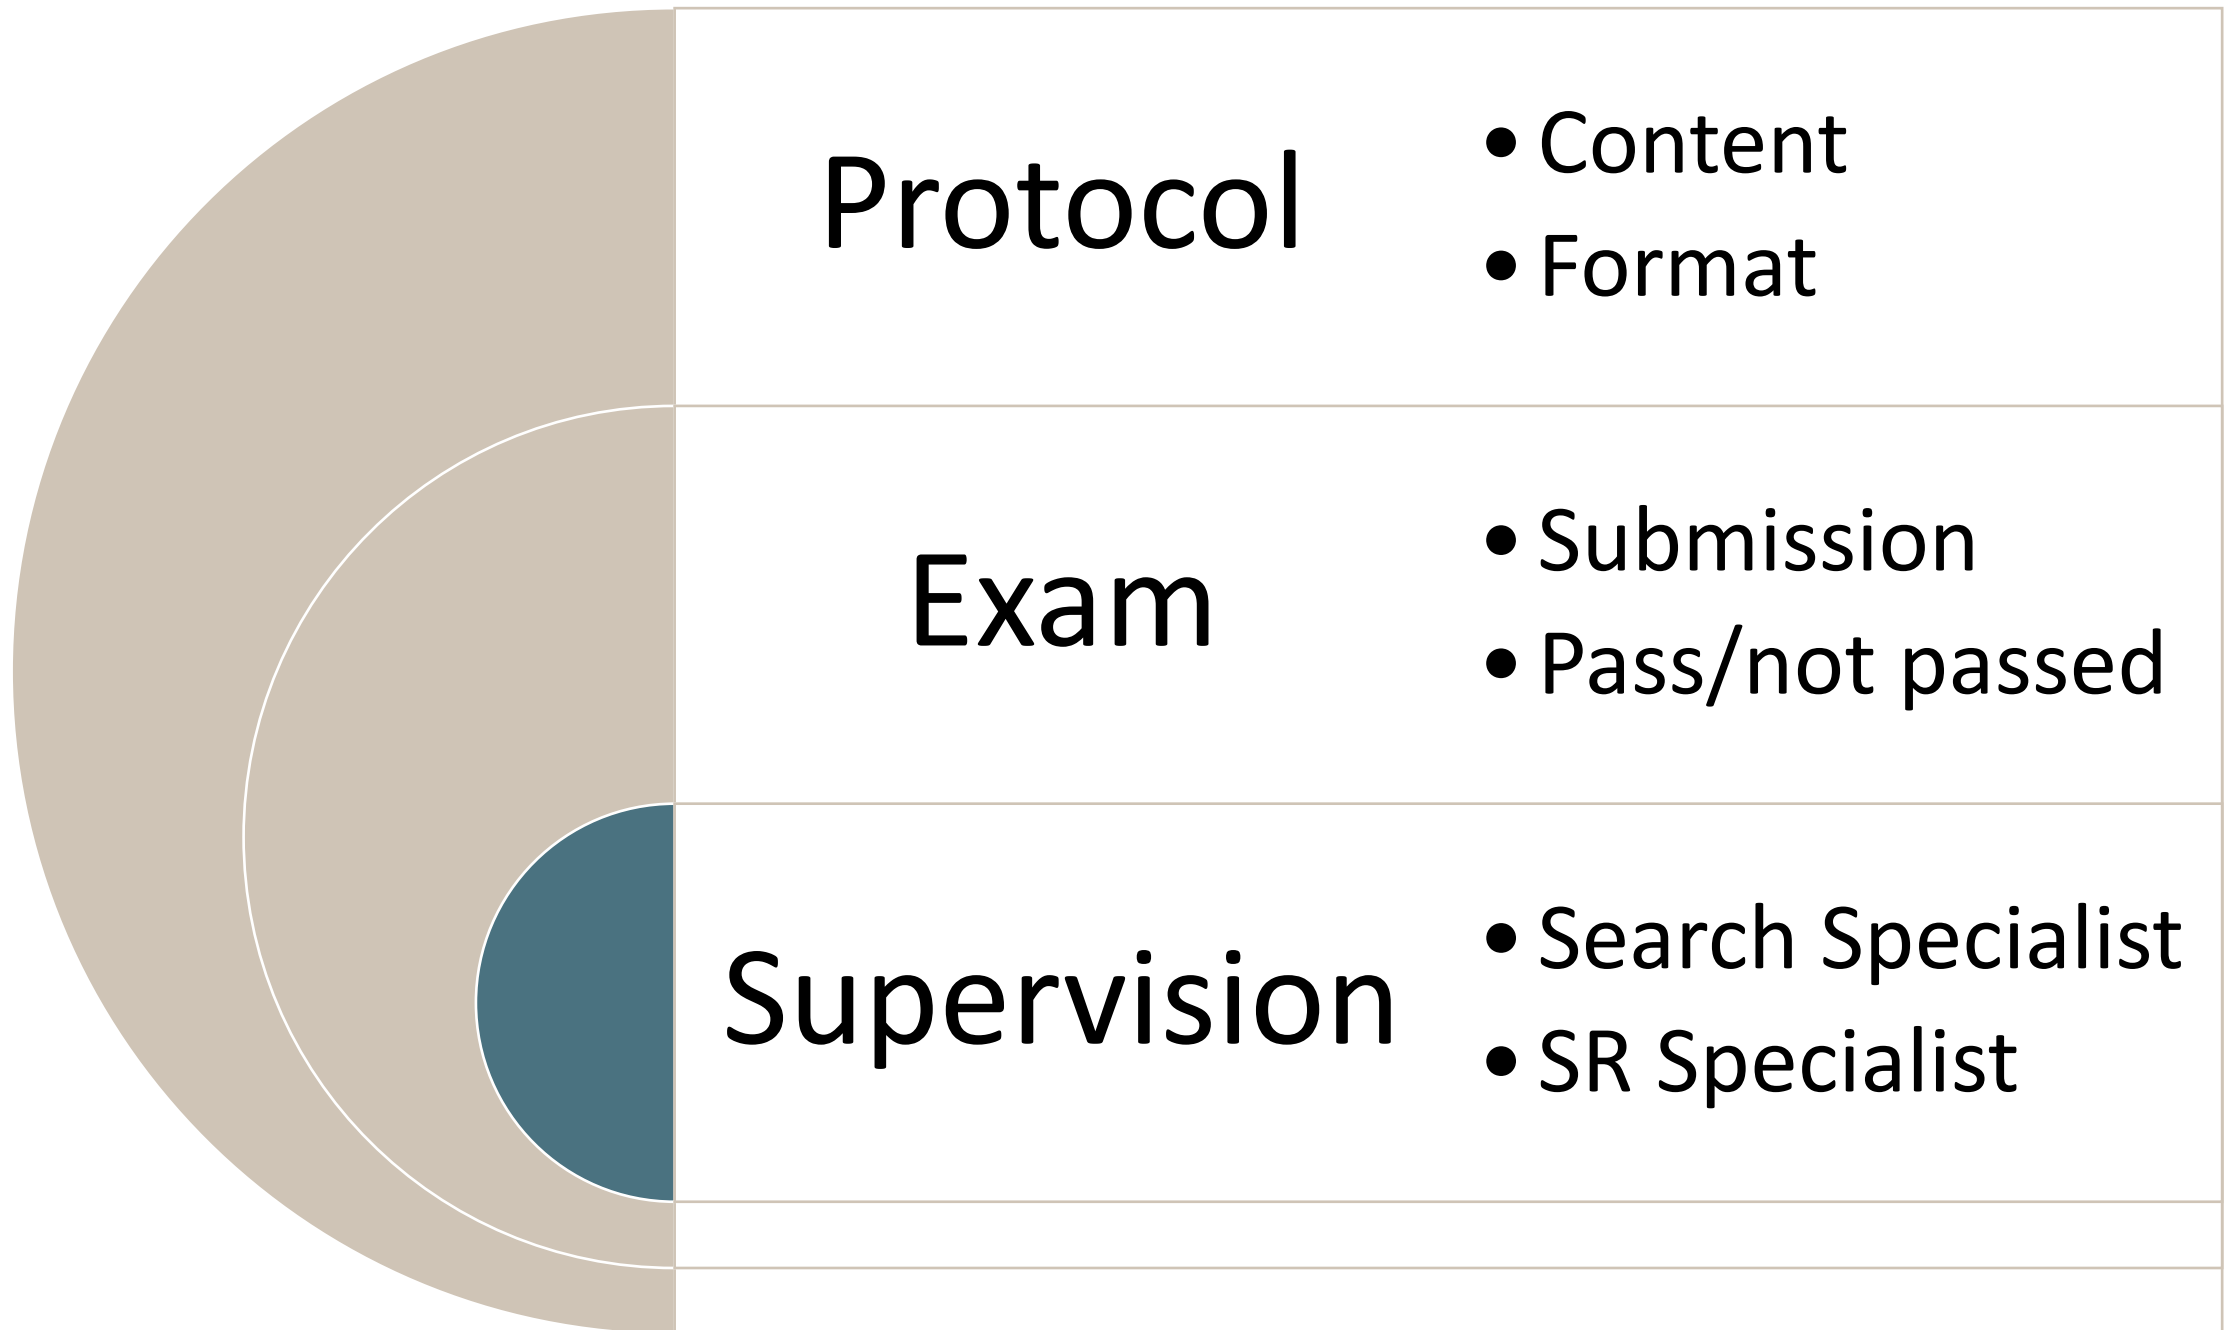 Protocol
• Content
• Format
Exam
• Submission
• Pass/not passed
Supervision
• Search Specialist
• SR Specialist